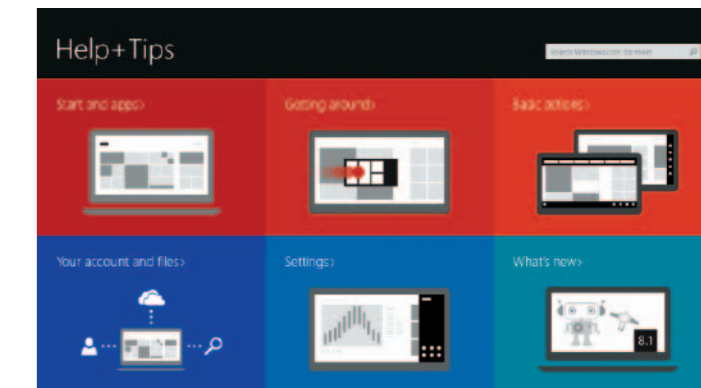 Help+Tips
Start and apps>
Getting around>
Basic actions>
Your account and files>
Settings>
What's new>
8.1